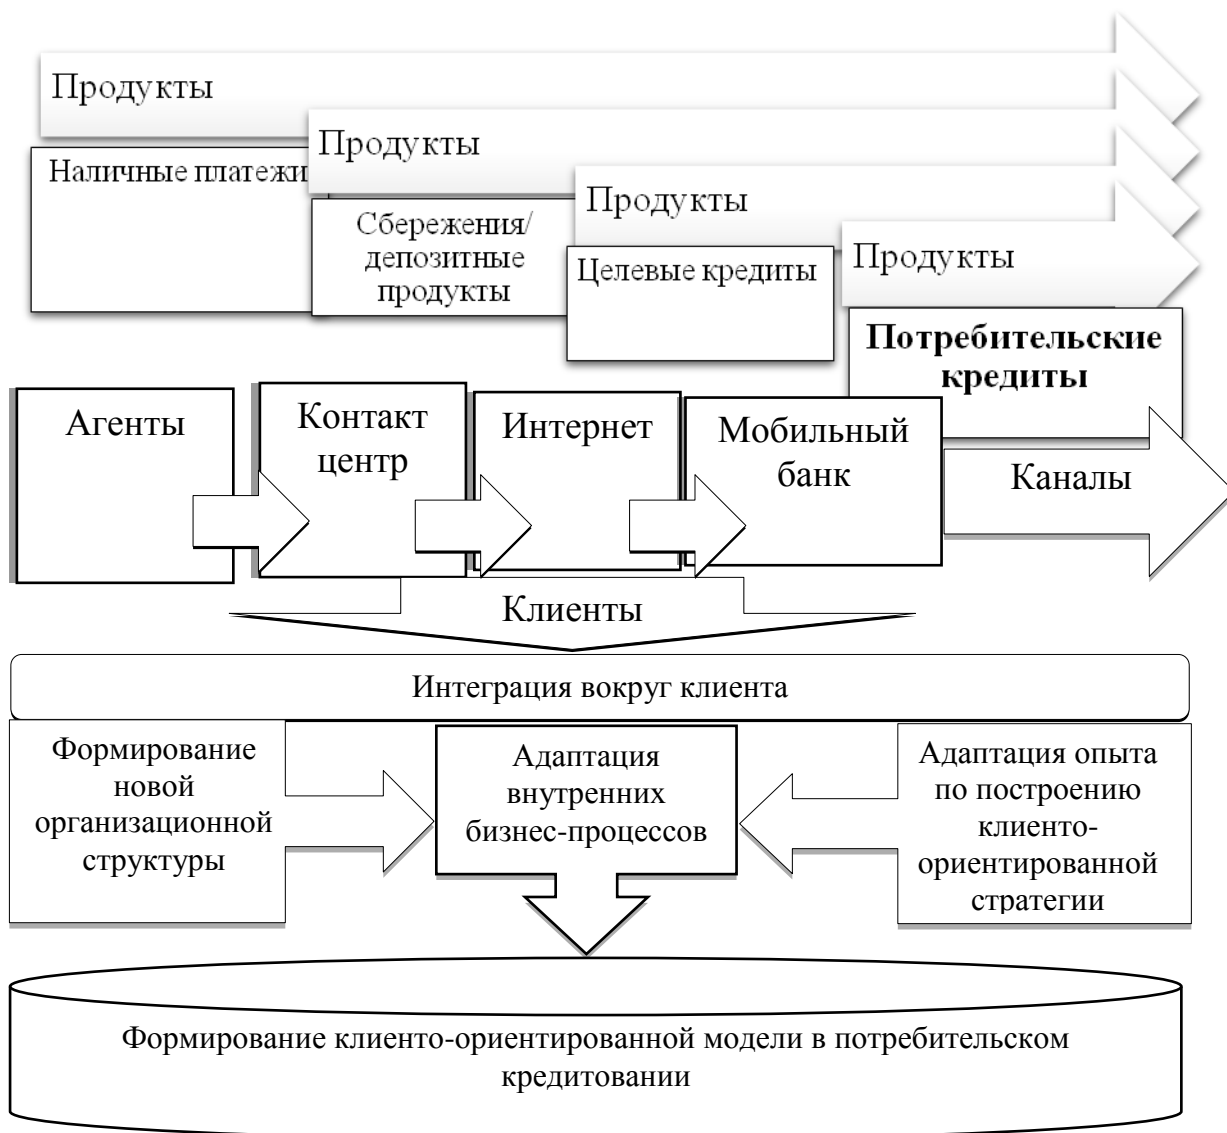 Продукты
Наличные платежи
Продукты
Сбережения/
депозитные
продукты
Продукты
Целевые кредиты
Продукты
Потребительские
кредиты
Агенты
Контакт
центр
Интернет
Мобильный
банк
Каналы
Клиенты
Интеграция вокруг клиента
Формирование
новой
организационной
структуры
Адаптация
внутренних
бизнес-процессов
Адаптация опыта
по построению
клиенто-
ориентированной
стратегии
Формирование клиенто-ориентированной модели в потребительском
кредитовании